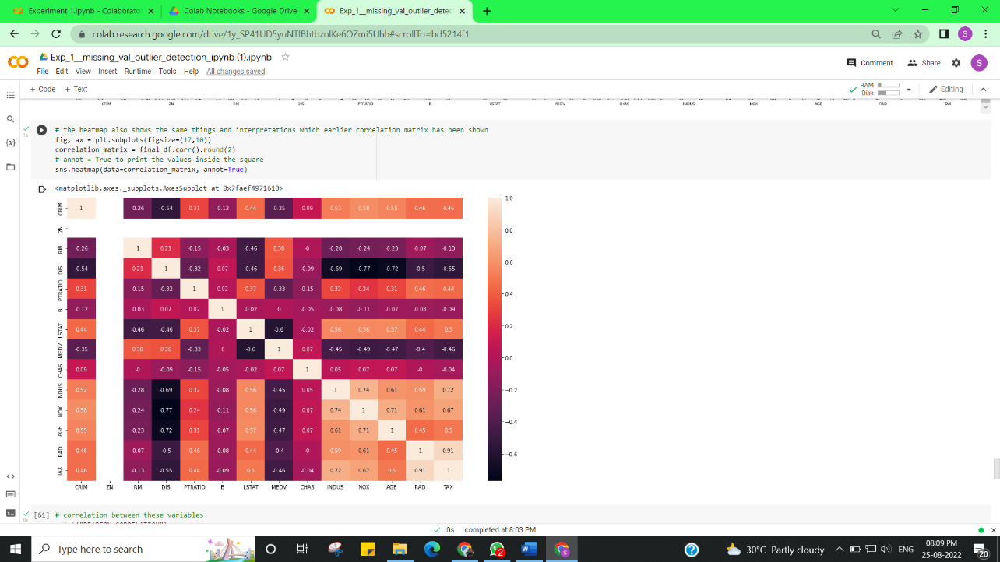 Experiment 1.ipynb - Colaborator
Colab Notebooks - Google Drive
Exp_1__missing_val_outlier_detec
colab.research.google.com/drive/1y_SP41UD5yuNTfBhtbzolKe6OZmi5Uhh#scrollTo=bd5214f1
S
Exp_1__missing_val_outlier_detection_ipynb (1).ipynb
File Edit View Insert Runtime Tools Help All changes saved
Comment Share S
+ Code + Text
RAM
Disk
Editing
CRIM ZN RM DIS PTRATIO B LSTAT MEDV CHAS INDUS NOX AGE RAD TAX
1s
# the heatmap also shows the same things and interpretations which earlier correlation matrix has been shown
fig, ax = plt.subplots(figsize=(17,10))
correlation_matrix = final_df.corr().round(2)
# annot = True to print the values inside the square
sns.heatmap(data=correlation_matrix, annot=True)
{x}
<matplotlib.axes._subplots.AxesSubplot at 0x7faef4971610>
CRIM 1 -0.26 -0.54 0.31 -0.12 0.44 -0.35 0.09 0.52 0.58 0.55 0.46 0.46
ZN
RM -0.26 1 0.21 -0.15 -0.03 -0.46 0.38 -0 -0.28 -0.24 -0.23 -0.07 -0.13
DIS -0.54 0.21 1 -0.32 0.07 -0.46 0.36 -0.09 -0.69 -0.77 -0.72 -0.5 -0.55
PTRATIO 0.31 -0.15 -0.32 1 0.02 0.37 -0.33 -0.15 0.32 0.24 0.31 0.46 0.44
B -0.12 -0.03 0.07 0.02 1 -0.02 0 -0.05 -0.08 -0.11 -0.07 -0.08 -0.09
LSTAT 0.44 -0.46 -0.46 0.37 -0.02 1 -0.6 -0.02 0.56 0.56 0.57 0.44 0.5
MEDV -0.35 0.38 0.36 -0.33 0 -0.6 1 0.07 -0.45 -0.49 -0.47 -0.4 -0.46
CHAS 0.09 -0 -0.09 -0.15 -0.05 -0.02 0.07 1 0.05 0.07 0.07 -0 -0.04
INDUS 0.52 -0.28 -0.69 0.32 -0.08 0.56 -0.45 0.05 1 0.74 0.61 0.59 0.72
NOX 0.58 -0.24 -0.77 0.24 -0.11 0.56 -0.49 0.07 0.74 1 0.71 0.61 0.67
AGE 0.55 -0.23 -0.72 0.31 -0.07 0.57 -0.47 0.07 0.61 0.71 1 0.45 0.5
RAD 0.46 -0.07 -0.5 0.46 -0.08 0.44 -0.4 -0 0.59 0.61 0.45 1 0.91
TAX 0.46 -0.13 -0.55 0.44 -0.09 0.5 -0.46 -0.04 0.72 0.67 0.5 0.91 1
CRIM ZN RM DIS PTRATIO B LSTAT MEDV CHAS INDUS NOX AGE RAD TAX
1.0
0.8
0.6
0.4
0.2
0.0
−0.2
−0.4
−0.6
[61] # correlation between these variables
0s
0s completed at 8:03 PM
Type here to search
2
30°C Partly cloudy
ENG
08:09 PM
25-08-2022
20